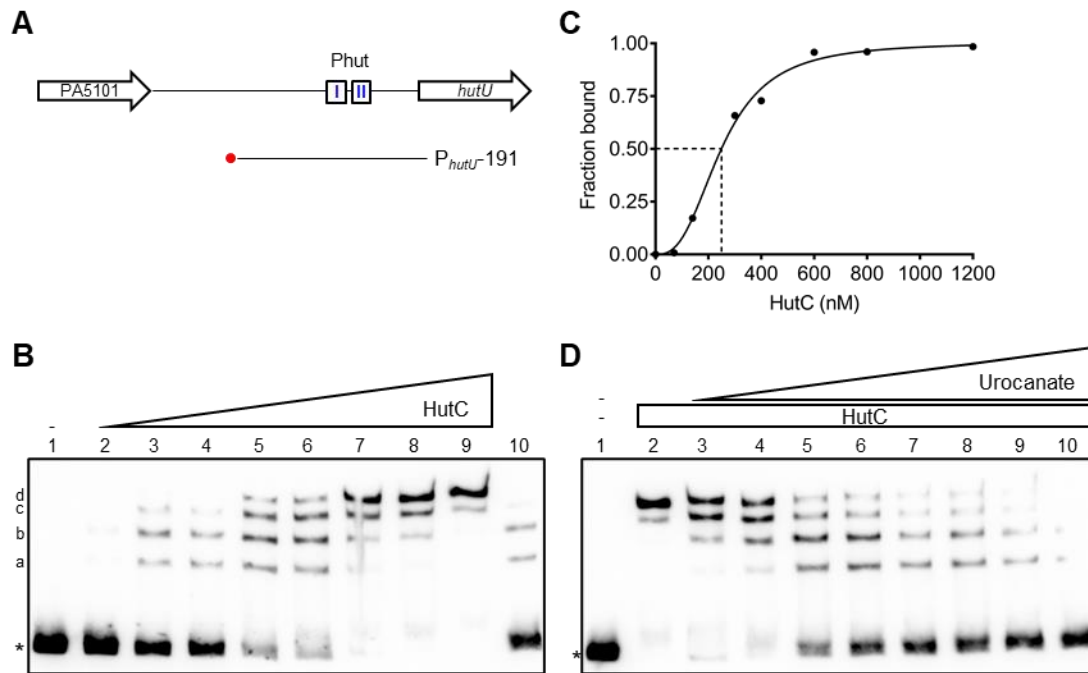 A
PA5101
Phut
I II
hutU
PhutU-191
C
Fraction bound
1.00
0.75
0.50
0.25
0.00
0 200 400 600 800 1000 1200
HutC (nM)
B
HutC
- 
1 2 3 4 5 6 7 8 9 10
d
c
b
a
*
D
Urocanate
-
- HutC
1 2 3 4 5 6 7 8 9 10
*